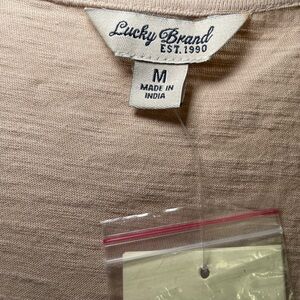 Lucky Brand
EST. 1990
M
MADE IN
INDIA